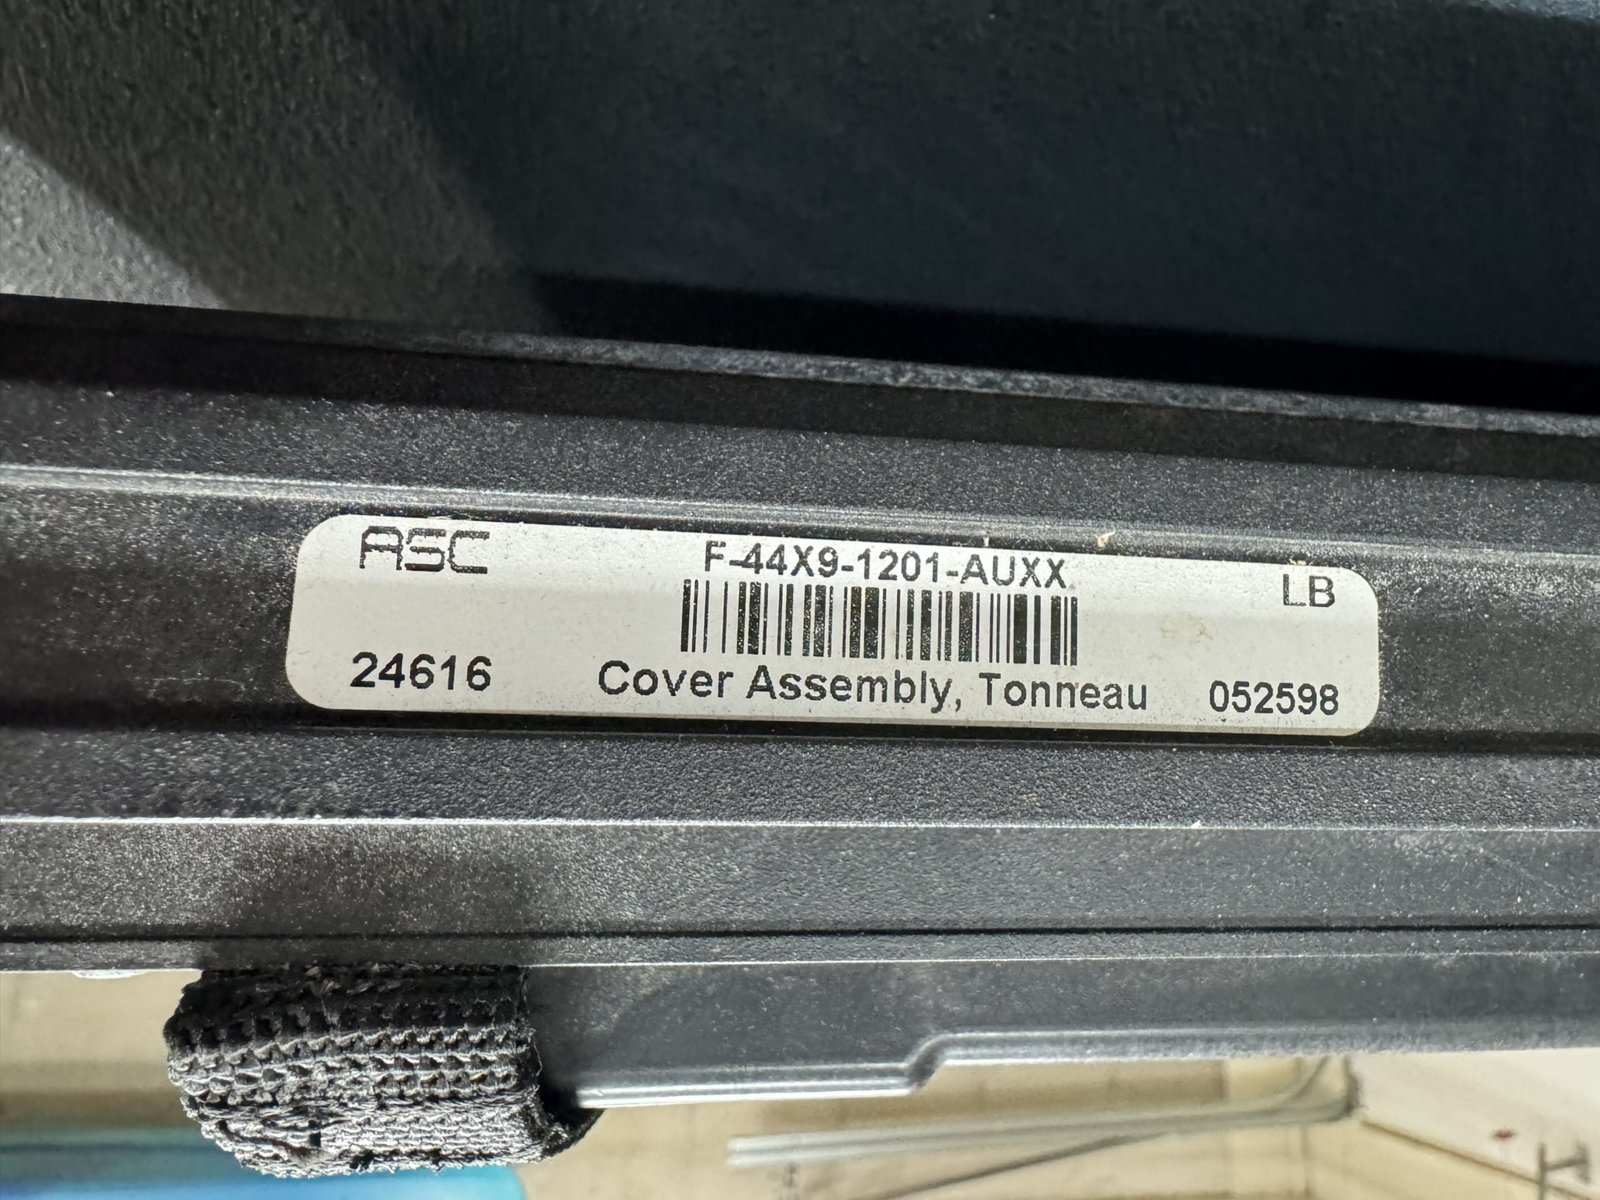 ASC
F-44X9-1201-AUXX
LB
24616
Cover Assembly, Tonneau
052598